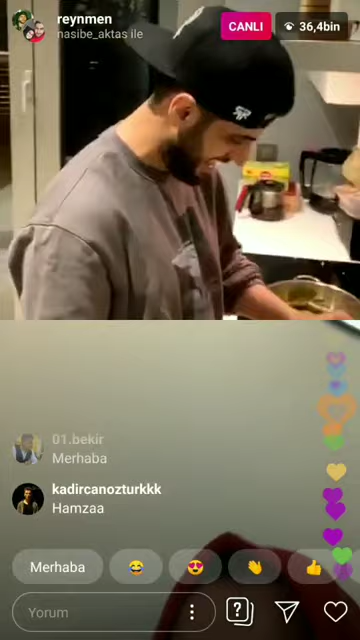 reynmen
nasibe_aktas ile
CANLI
36,4bin
01.bekir
Merhaba
kadircanozturkkk
Hamzaa
Merhaba
Yorum